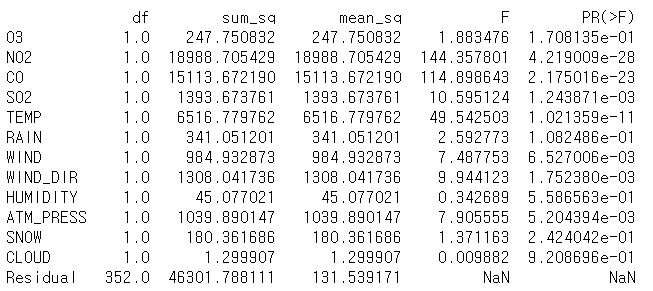 df sum_sq mean_sq F PR(>F)
O3 1.0 247.750832 247.750832 1.883476 1.708135e-01
NO2 1.0 18988.705429 18988.705429 144.357801 4.219009e-28
CO 1.0 15113.672190 15113.672190 114.898643 2.175016e-23
SO2 1.0 1393.673761 1393.673761 10.595124 1.243871e-03
TEMP 1.0 6516.779762 6516.779762 49.542503 1.021359e-11
RAIN 1.0 341.051201 341.051201 2.592773 1.082486e-01
WIND 1.0 984.932873 984.932873 7.487753 6.527006e-03
WIND_DIR 1.0 1308.041736 1308.041736 9.944123 1.752380e-03
HUMIDITY 1.0 45.077021 45.077021 0.342689 5.586563e-01
ATM_PRESS 1.0 1039.890147 1039.890147 7.905555 5.204394e-03
SNOW 1.0 180.361686 180.361686 1.371163 2.424042e-01
CLOUD 1.0 1.299907 1.299907 0.009882 9.208696e-01
Residual 352.0 46301.788111 131.539171 NaN NaN